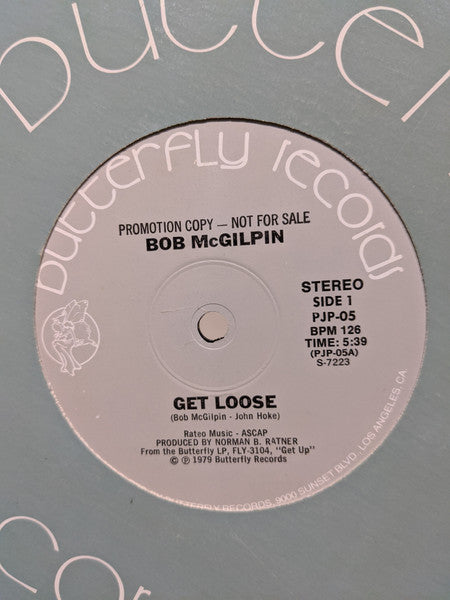 butterfly records
PROMOTION COPY — NOT FOR SALE
BOB McGILPIN
STEREO
SIDE 1
PJP-05
BPM 126
TIME: 5:39
(PJP-05A)
S-7223
GET LOOSE
(Bob McGilpin - John Hoke)
Rateo Music - ASCAP
PRODUCED BY NORMAN B. RATNER
From the Butterfly LP, FLY-3104, "Get Up"
© ℗ 1979 Butterfly Records
BUTTERFLY RECORDS, 9000 SUNSET BLVD., LOS ANGELES, CA